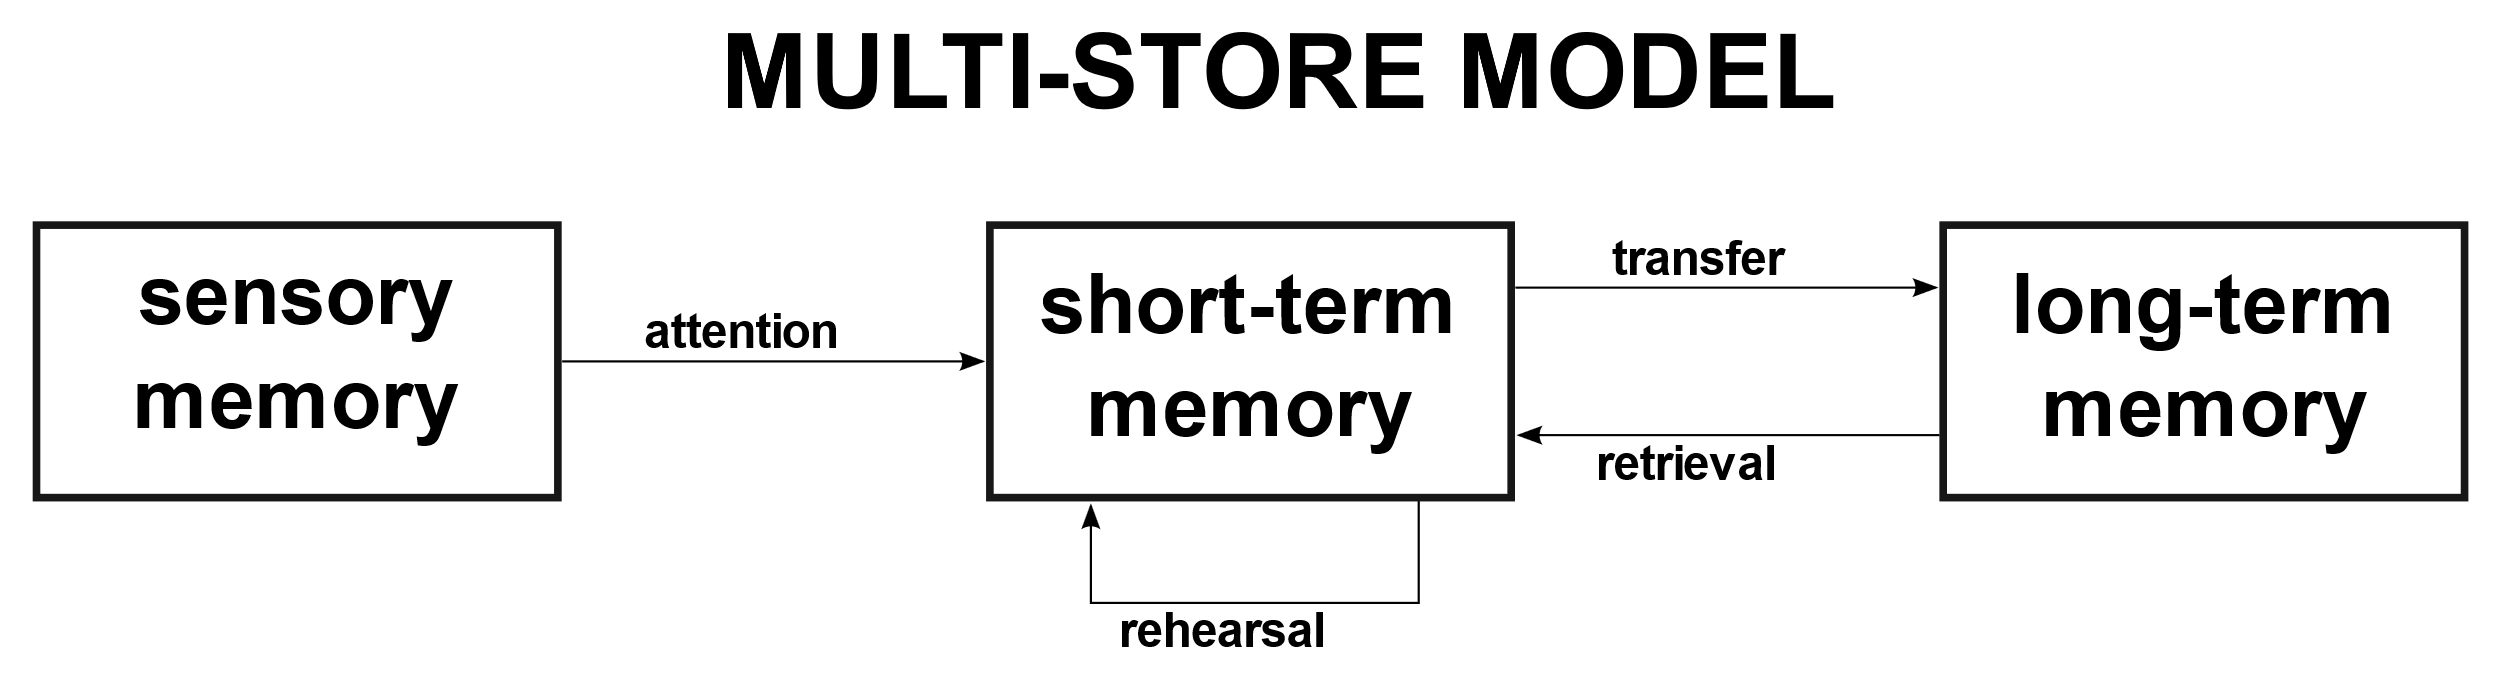 MULTI-STORE MODEL
sensory
memory
attention
short-term
memory
transfer
retrieval
long-term
memory
rehearsal